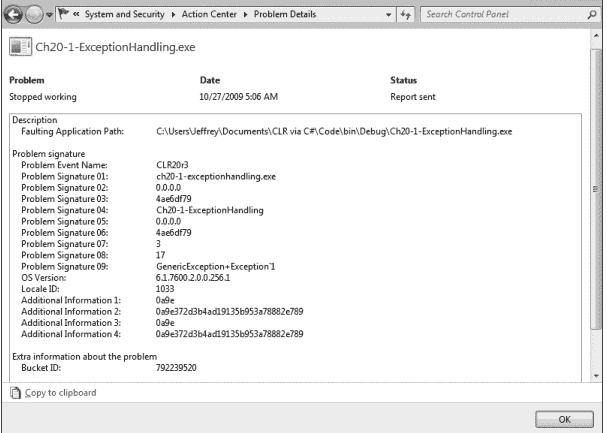 « System and Security ▸ Action Center ▸ Problem Details
Search Control Panel
Ch20-1-ExceptionHandling.exe
Problem Date Status
Stopped working 10/27/2009 5:06 AM Report sent
Description
Faulting Application Path: C:\Users\Jeffrey\Documents\CLR via C#\Code\bin\Debug\Ch20-1-ExceptionHandling.exe
Problem signature
Problem Event Name: CLR20r3
Problem Signature 01: ch20-1-exceptionhandling.exe
Problem Signature 02: 0.0.0.0
Problem Signature 03: 4ae6df79
Problem Signature 04: Ch20-1-ExceptionHandling
Problem Signature 05: 0.0.0.0
Problem Signature 06: 4ae6df79
Problem Signature 07: 3
Problem Signature 08: 17
Problem Signature 09: GenericException+Exception`1
OS Version: 6.1.7600.2.0.0.256.1
Locale ID: 1033
Additional Information 1: 0a9e
Additional Information 2: 0a9e372d3b4ad19135b953a78882e789
Additional Information 3: 0a9e
Additional Information 4: 0a9e372d3b4ad19135b953a78882e789
Extra information about the problem
Bucket ID: 792239520
Copy to clipboard
OK